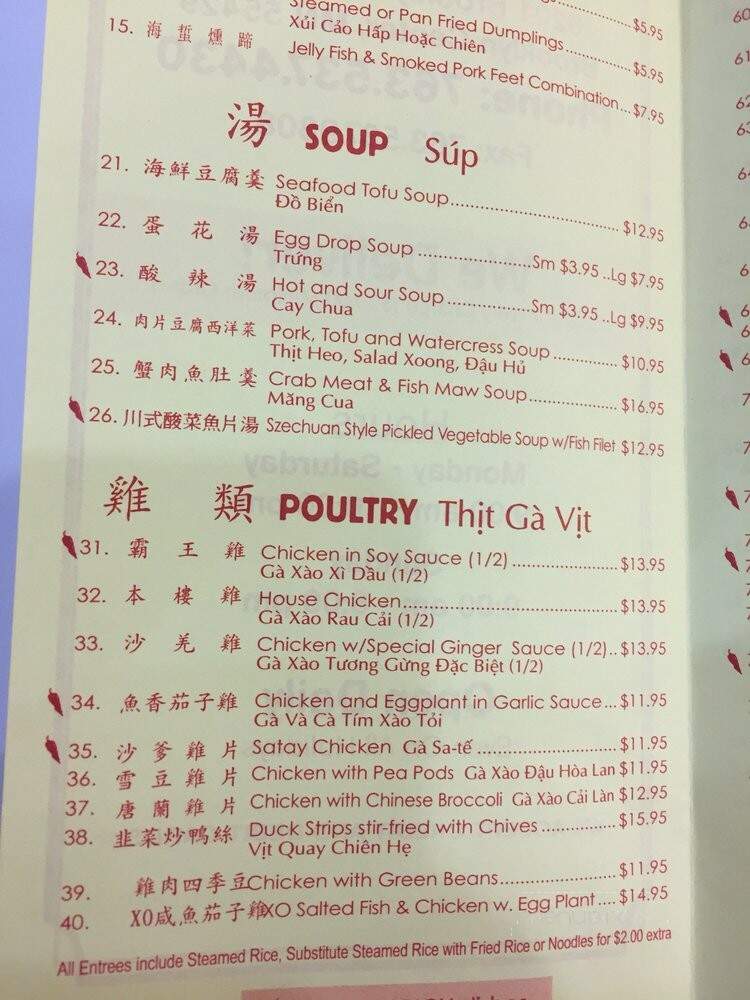 Steamed or Pan Fried Dumplings........ $5.95
Xủi Cảo Hấp Hoặc Chiên ........ $5.95
15. 海蜇燻蹄 Jelly Fish & Smoked Pork Feet Combination... $7.95
湯 SOUP Súp
21. 海鮮豆腐羹 Seafood Tofu Soup........ $12.95
Đồ Biển
22. 蛋花湯 Egg Drop Soup ........Sm $3.95 ..Lg $7.95
Trứng
23. 酸辣湯 Hot and Sour Soup ........Sm $3.95 ..Lg $9.95
Cay Chua
24. 肉片豆腐西洋菜 Pork, Tofu and Watercress Soup ........ $10.95
Thịt Heo, Salad Xoong, Đậu Hủ
25. 蟹肉魚肚羹 Crab Meat & Fish Maw Soup........ $16.95
Măng Cua
26. 川式酸菜魚片湯 Szechuan Style Pickled Vegetable Soup w/Fish Filet $12.95
雞類 POULTRY Thịt Gà Vịt
31. 霸王雞 Chicken in Soy Sauce (1/2) ........ $13.95
Gà Xào Xì Dầu (1/2)
32. 本樓雞 House Chicken........ $13.95
Gà Xào Rau Cải (1/2)
33. 沙羌雞 Chicken w/Special Ginger Sauce (1/2).. $13.95
Gà Xào Tương Gừng Đặc Biệt (1/2)
34. 魚香茄子雞 Chicken and Eggplant in Garlic Sauce... $11.95
Gà Và Cà Tím Xào Tỏi
35. 沙爹雞片 Satay Chicken Gà Sa-tế ........ $11.95
36. 雪豆雞片 Chicken with Pea Pods Gà Xào Đậu Hòa Lan $11.95
37. 唐蘭雞片 Chicken with Chinese Broccoli Gà Xào Cải Làn $12.95
38. 韭菜炒鴨絲 Duck Strips stir-fried with Chives ........ $15.95
Vịt Quay Chiên Hẹ
39. 雞肉四季豆Chicken with Green Beans........ $11.95
40. XO咸魚茄子雞XO Salted Fish & Chicken w. Egg Plant .... $14.95
All Entrees include Steamed Rice, Substitute Steamed Rice with Fried Rice or Noodles for $2.00 extra